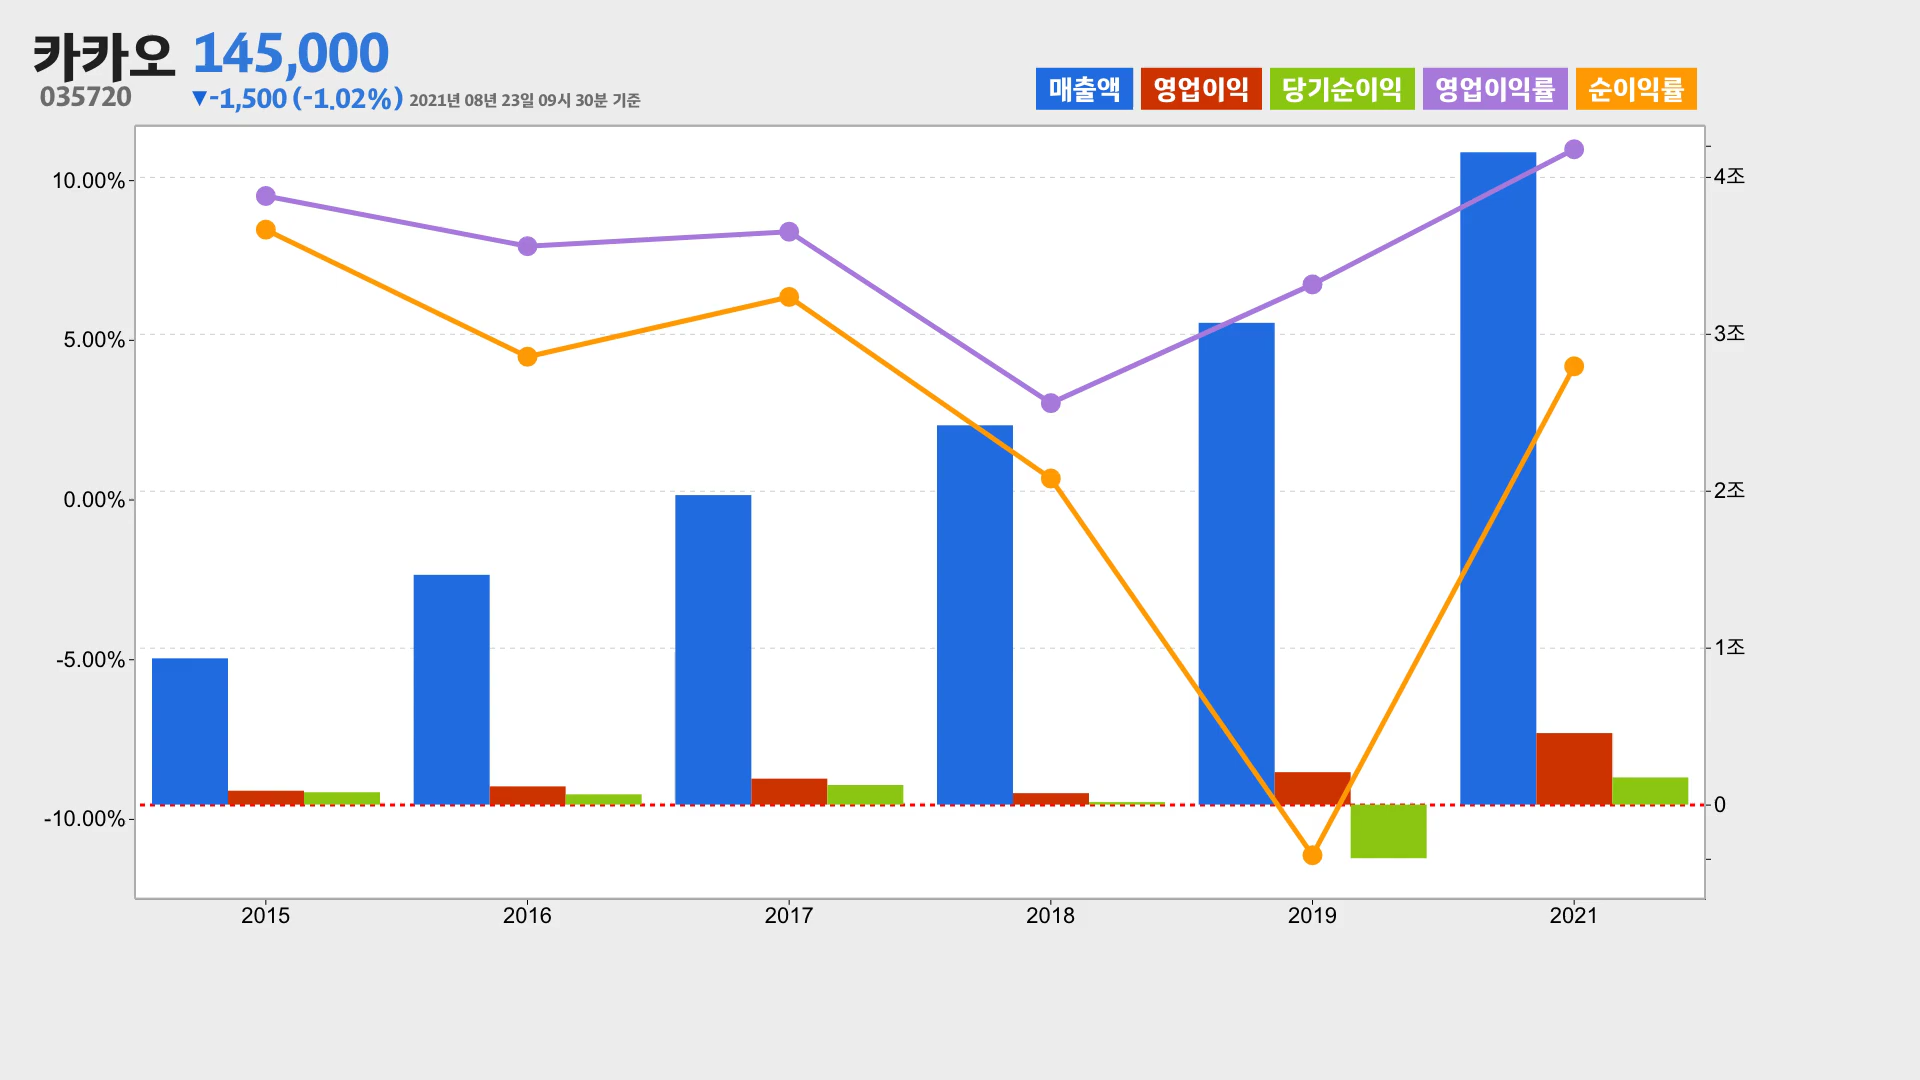 카카오 145,000
035720 ▼-1,500 (-1.02%) 2021년 08년 23일 09시 30분 기준
매출액 영업이익 당기순이익 영업이익률 순이익률
10.00% 4조
5.00% 3조
0.00% 2조
-5.00% 1조
-10.00% 0
2015 2016 2017 2018 2019 2021